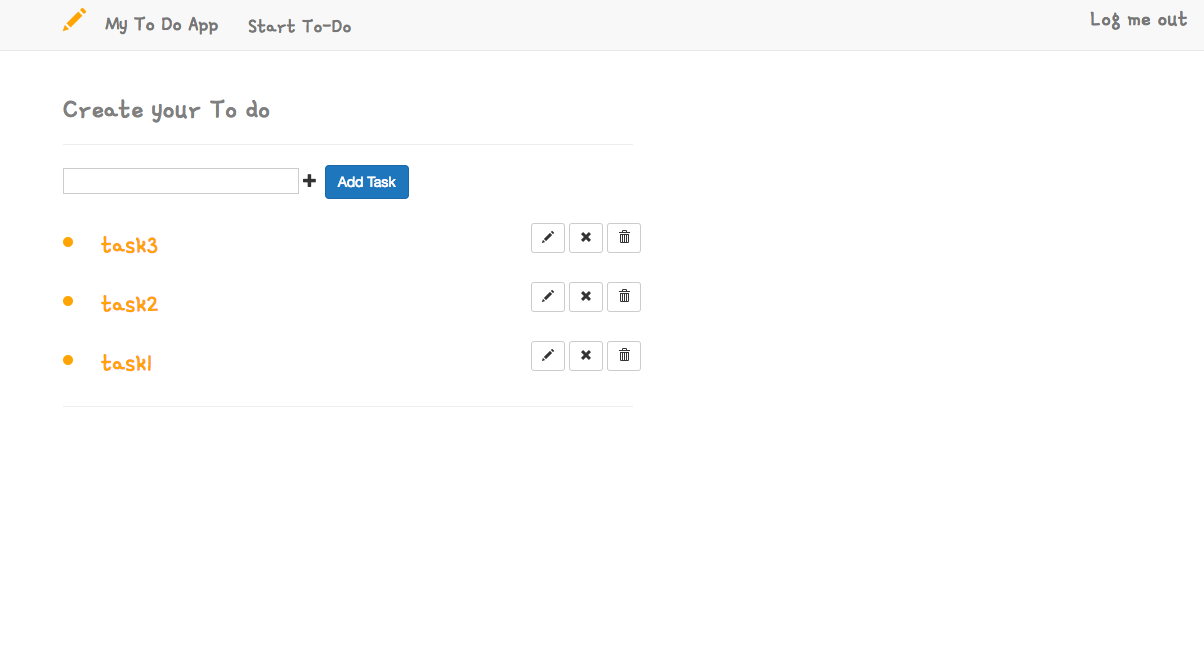 My To Do App Start To-Do Log me out
Create your To do
Add Task
task3
task2
task1